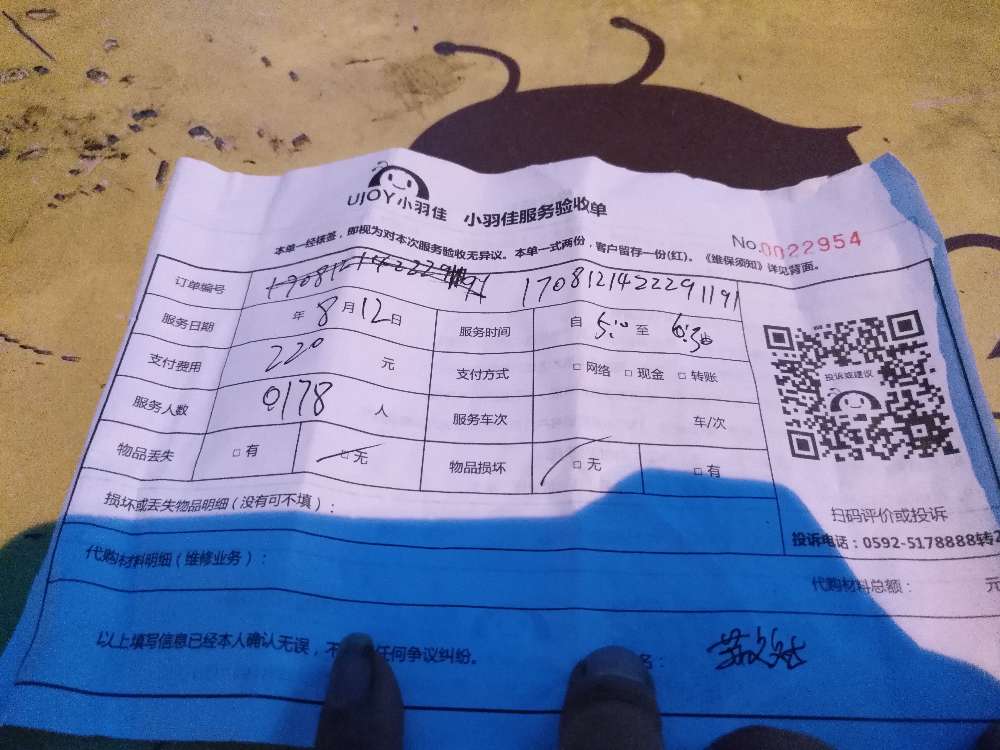 UJOY小羽佳 小羽佳服务验收单
No.0022954
本单一经核签，即视为对本次服务验收无异议。本单一式两份，客户留存一份(红)。《维保须知》详见背面。
订单编号 17081214222291191
服务日期 年 8 月 12 日 服务时间 自 5:00 至 6:30
支付费用 220 元 支付方式 □ 网络 □ 现金 □ 转账
服务人数 0178 人 服务车次 车/次
物品丢失 □ 有 □ 无 物品损坏 □ 无 □ 有
投诉或建议
扫码评价或投诉
投诉电话：0592-5178888转2
损坏或丢失物品明细（没有可不填）：
代购材料明细（维修业务）：
代购材料总额： 元
以上填写信息已经本人确认无误，不 任何争议纠纷。 名：